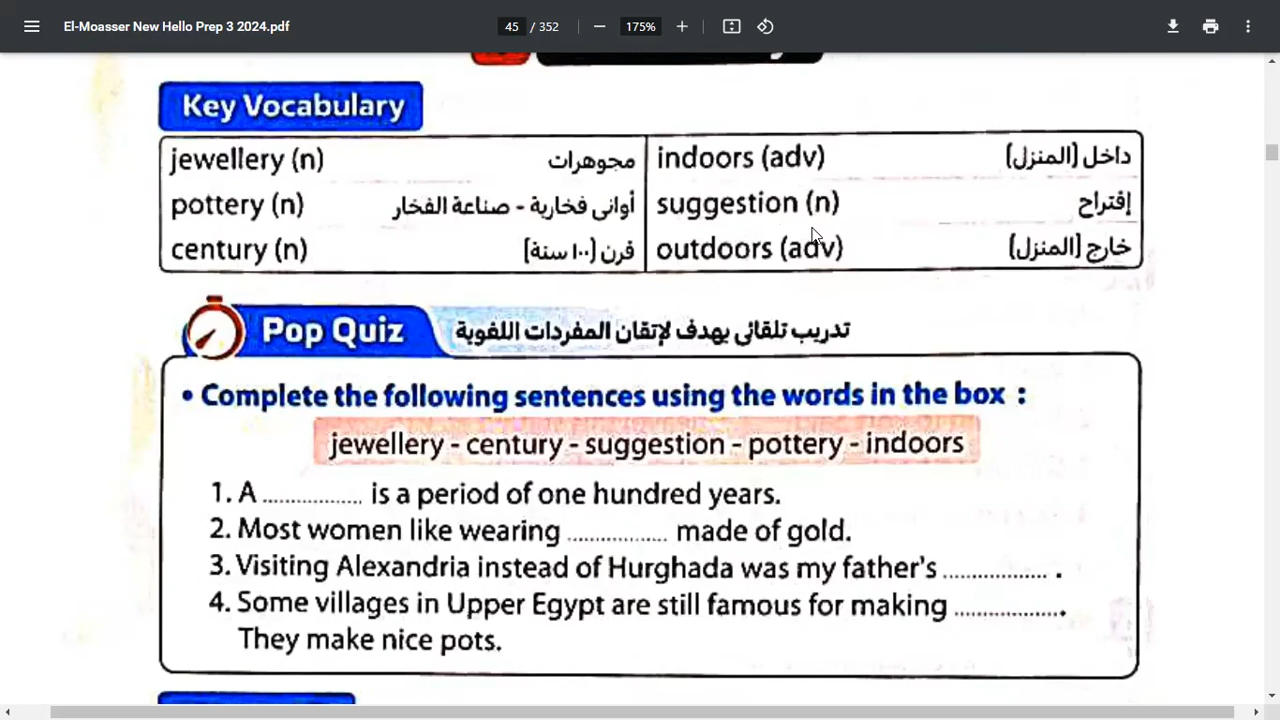 El-Moasser New Hello Prep 3 2024.pdf
45 / 352
175%
Key Vocabulary
jewellery (n) مجوهرات
indoors (adv) داخل [المنزل]
pottery (n) أوانى فخارية - صناعة الفخار
suggestion (n) إقتراح
century (n) قرن [١٠٠ سنة]
outdoors (adv) خارج [المنزل]
Pop Quiz تدريب تلقائى يهدف لإتقان المفردات اللغوية
• Complete the following sentences using the words in the box :
jewellery - century - suggestion - pottery - indoors
1. A .................. is a period of one hundred years.
2. Most women like wearing .................. made of gold.
3. Visiting Alexandria instead of Hurghada was my father's .................. .
4. Some villages in Upper Egypt are still famous for making ...................
They make nice pots.